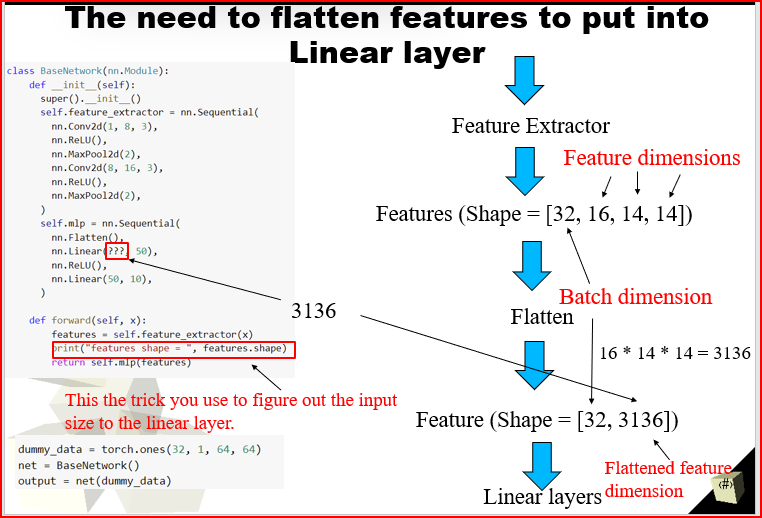 The need to flatten features to put into
Linear layer
class BaseNetwork(nn.Module):
def __init__(self):
super().__init__()
self.feature_extractor = nn.Sequential(
nn.Conv2d(1, 8, 3),
nn.ReLU(),
nn.MaxPool2d(2),
nn.Conv2d(8, 16, 3),
nn.ReLU(),
nn.MaxPool2d(2),
)
self.mlp = nn.Sequential(
nn.Flatten(),
nn.Linear(???, 50),
nn.ReLU(),
nn.Linear(50, 10),
)
def forward(self, x):
features = self.feature_extractor(x)
print("features shape = ", features.shape)
return self.mlp(features)
This the trick you use to figure out the input
size to the linear layer.
dummy_data = torch.ones(32, 1, 64, 64)
net = BaseNetwork()
output = net(dummy_data)
3136
Feature Extractor
Feature dimensions
Features (Shape = [32, 16, 14, 14])
Batch dimension
Flatten
16 * 14 * 14 = 3136
Feature (Shape = [32, 3136])
Flattened feature
dimension
Linear layers
(#)